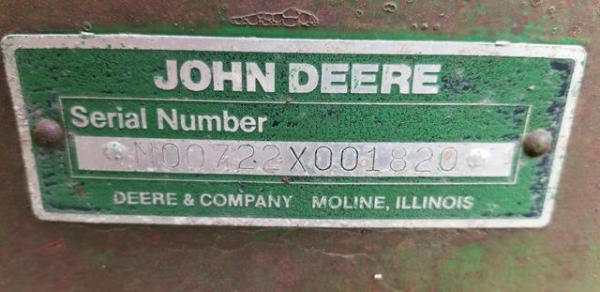 JOHN DEERE
Serial Number
N00722X001820
DEERE & COMPANY MOLINE, ILLINOIS